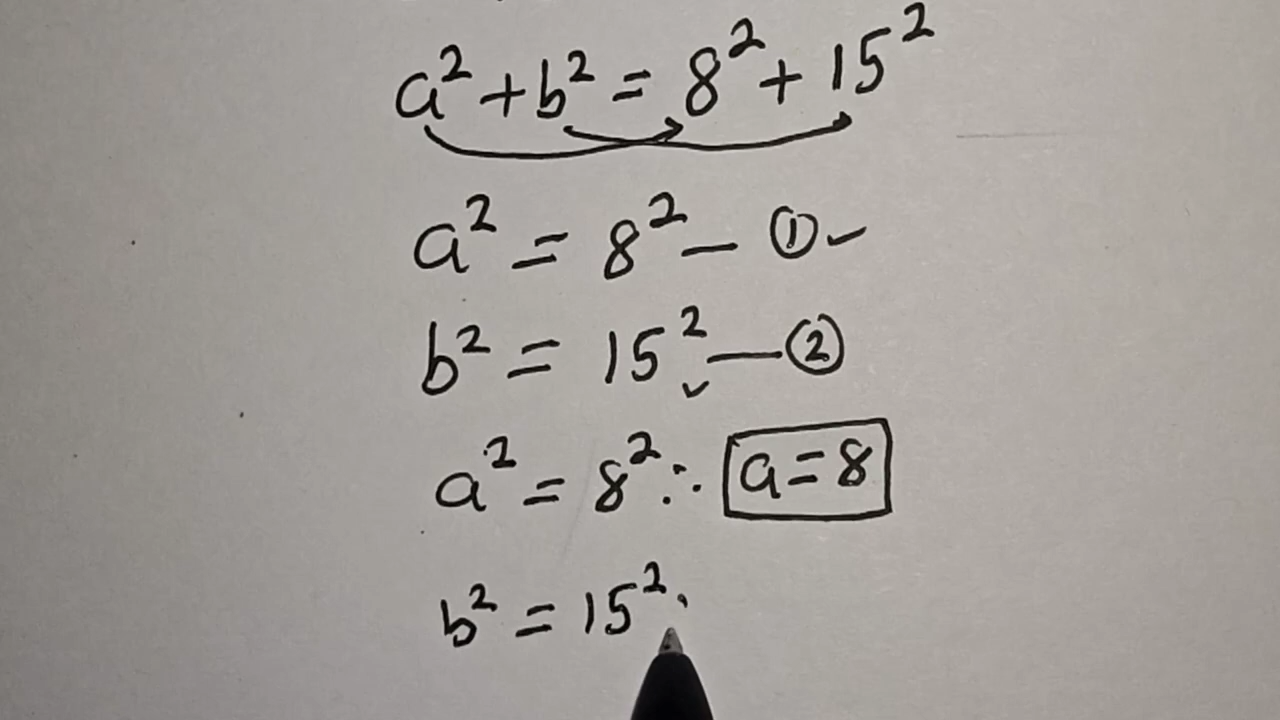 a² + b² = 8² + 15²
a² = 8² — ①✓
b² = 15² — ②
✓
a² = 8² ∴ a = 8
b² = 15² .